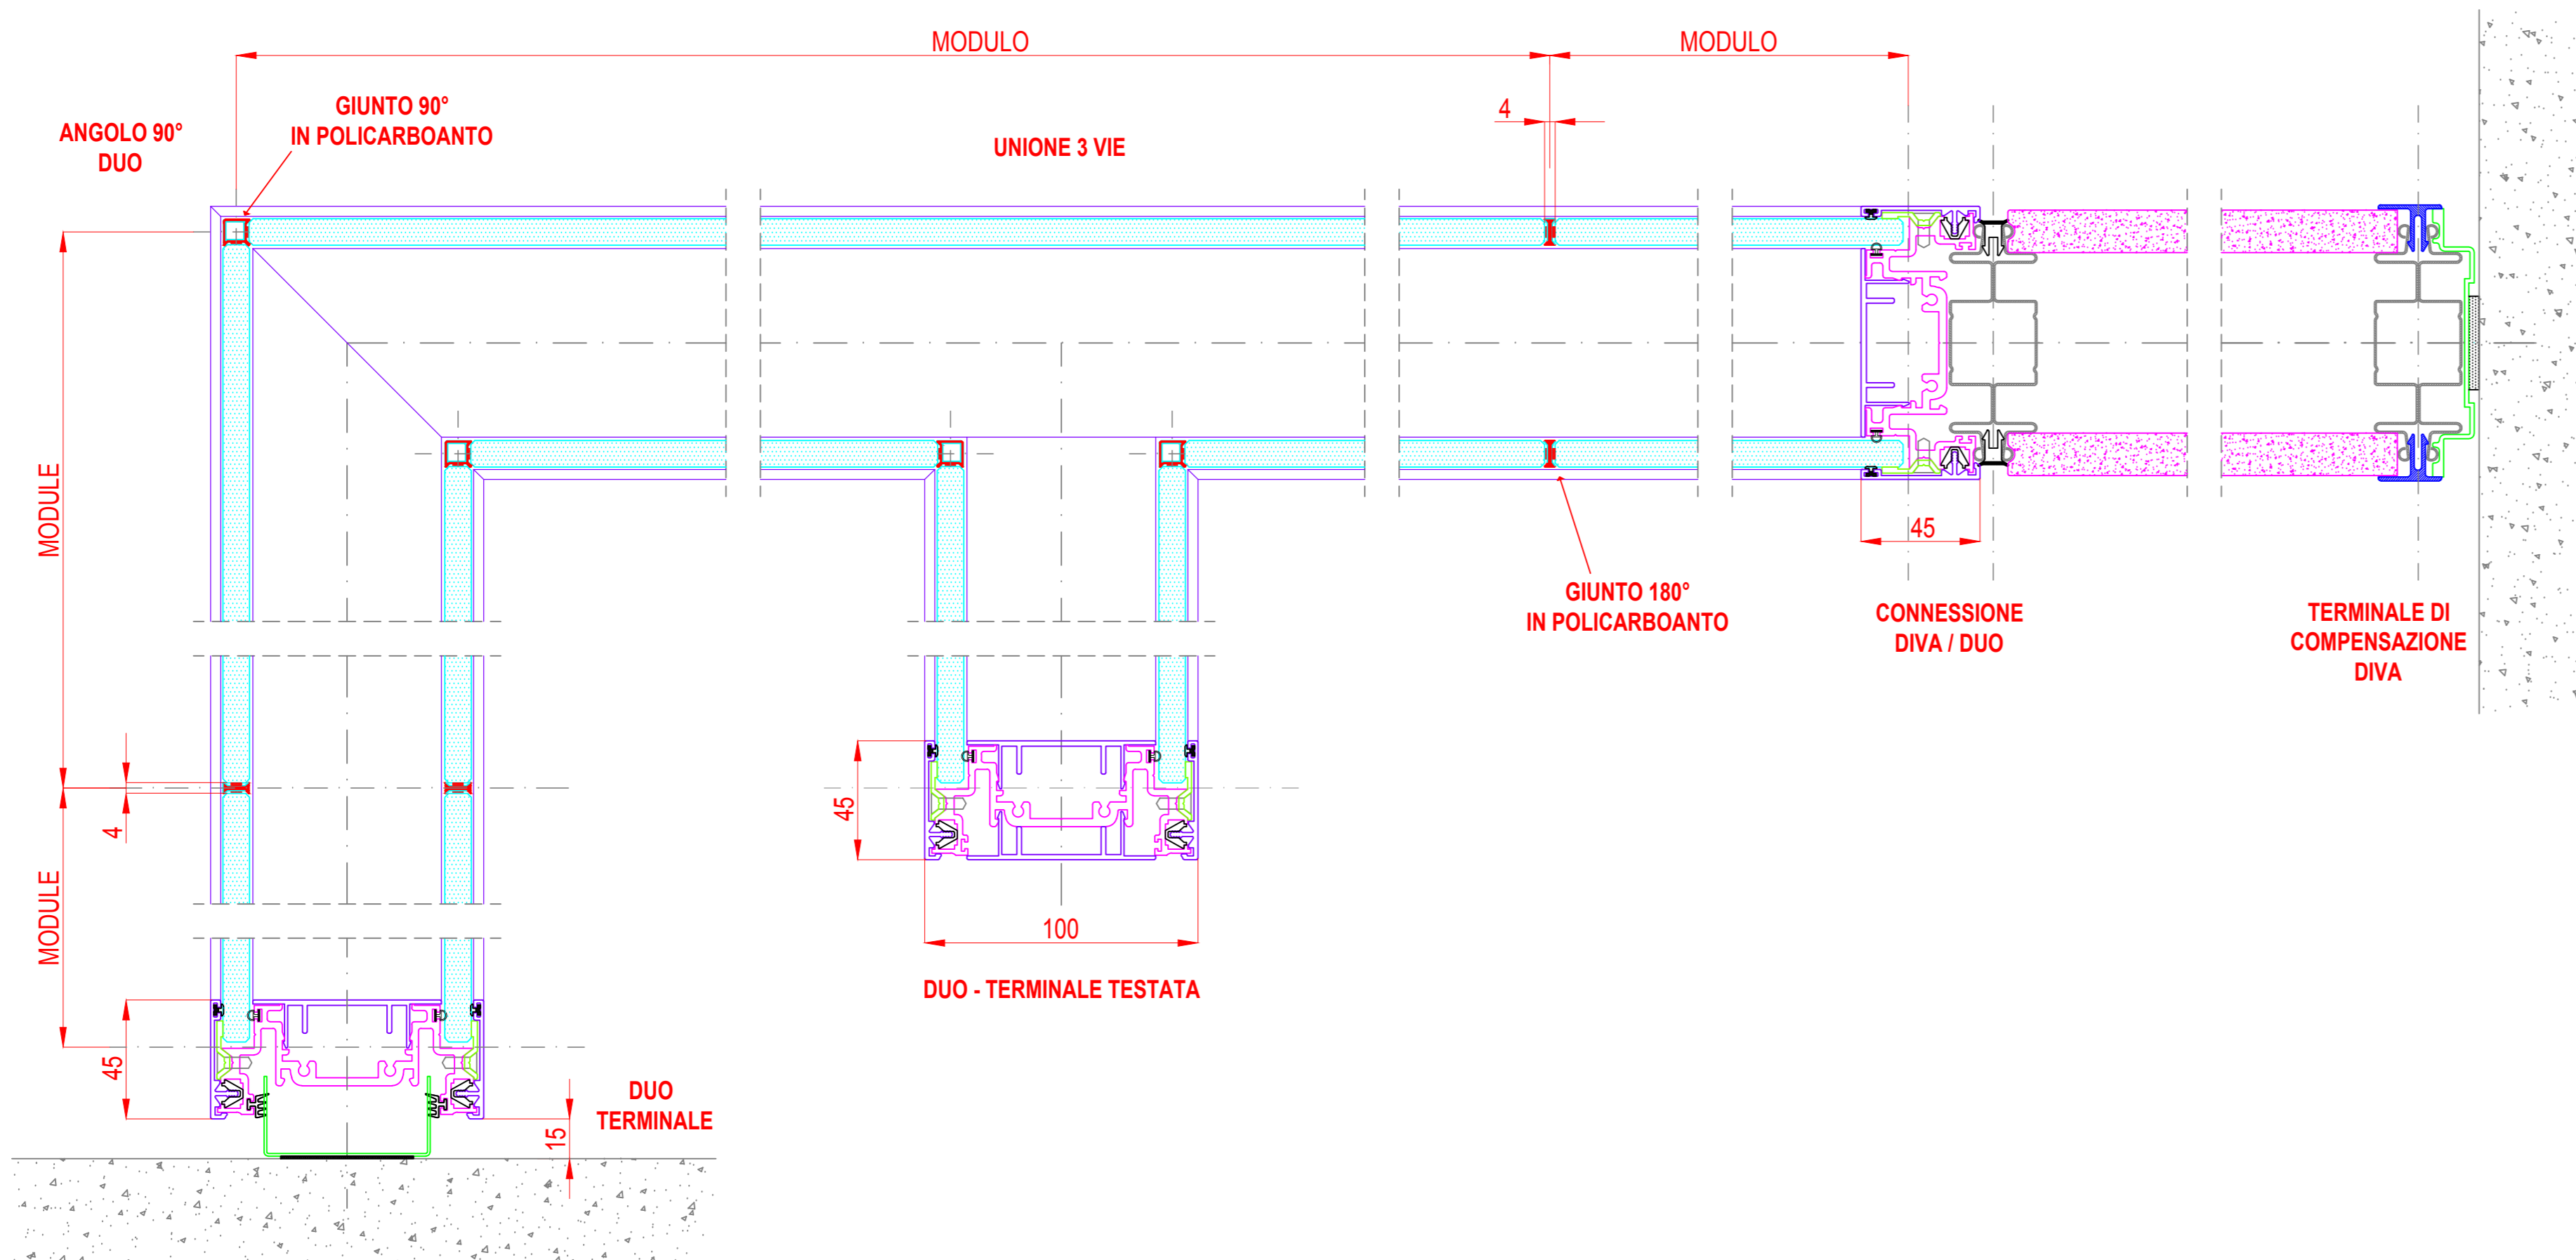 MODULO
MODULO
GIUNTO 90°
IN POLICARBOANTO
ANGOLO 90°
DUO
UNIONE 3 VIE
4
MODULE
45
GIUNTO 180°
IN POLICARBOANTO
CONNESSIONE
DIVA / DUO
TERMINALE DI
COMPENSAZIONE
DIVA
4
45
MODULE
100
DUO - TERMINALE TESTATA
45
DUO
TERMINALE
15